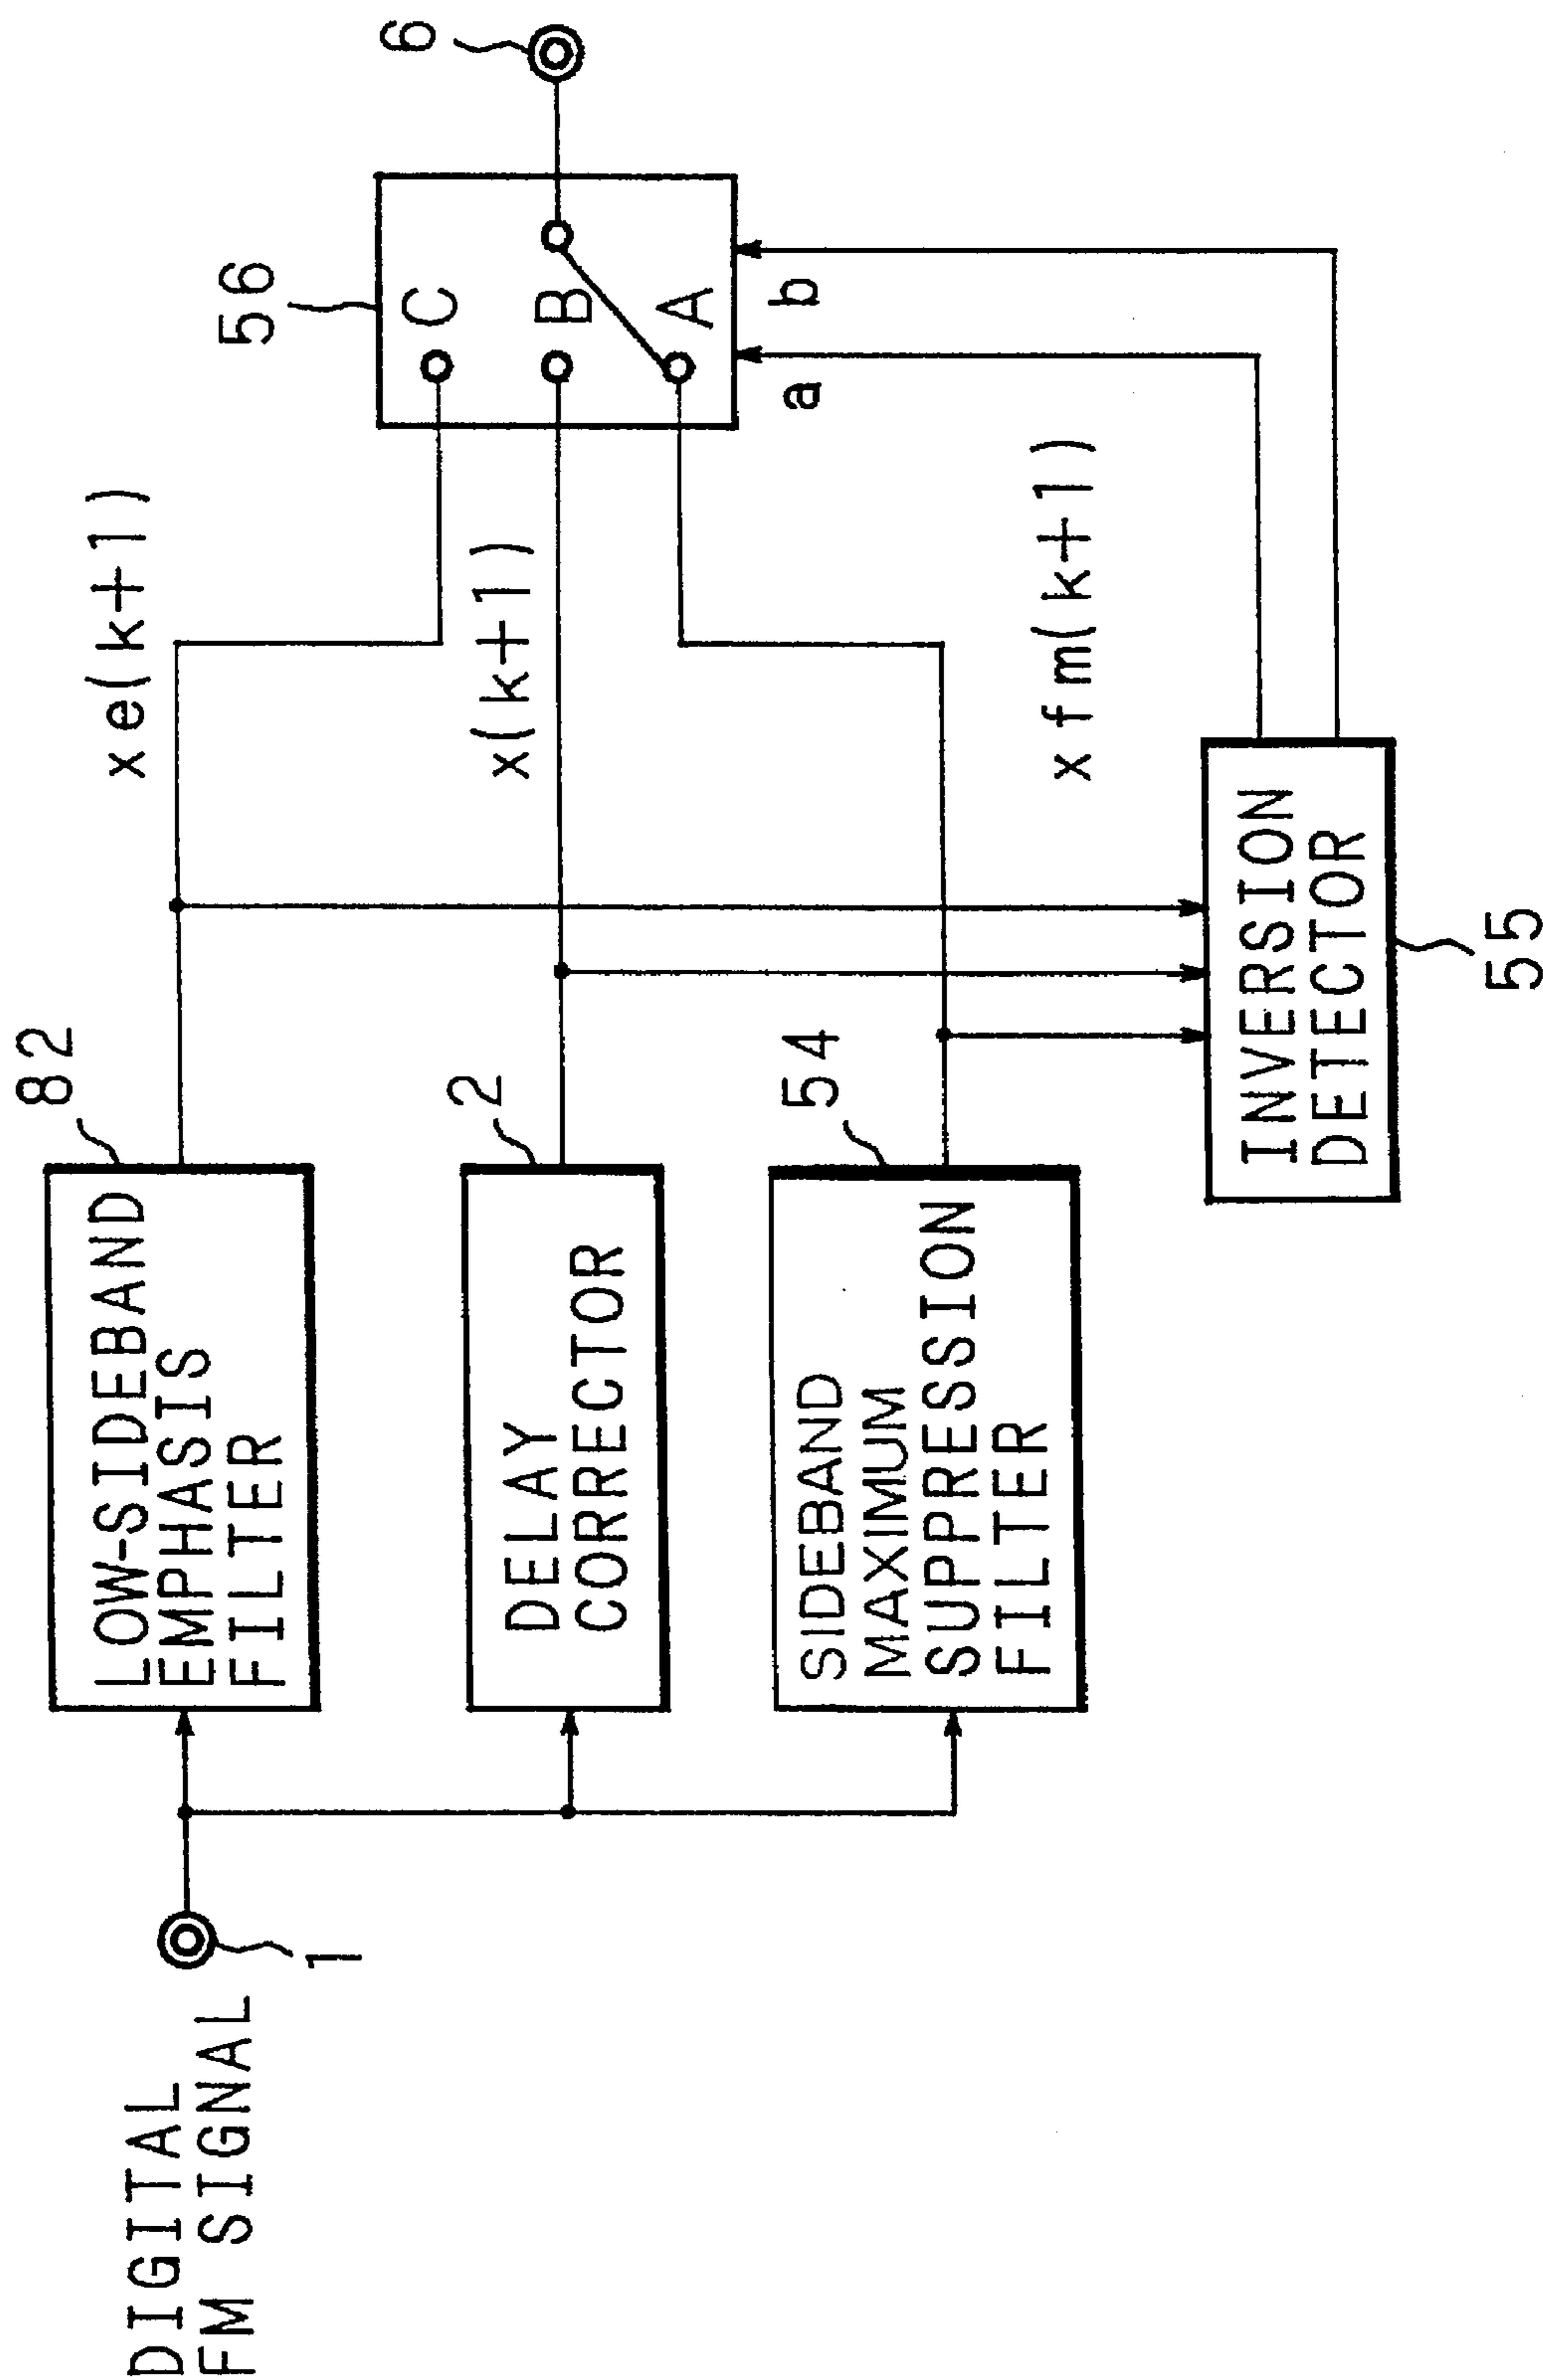 DIGITAL
FM SIGNAL
1
82
LOW-SIDEBAND
EMPHASIS
FILTER
2
DELAY
CORRECTOR
54
SIDEBAND
MAXIMUM
SUPPRESSION
FILTER
INVERSION
DETECTOR
55
xe(k+1)
x(k+1)
xfm(k+1)
56
C
B
A
a
b
6